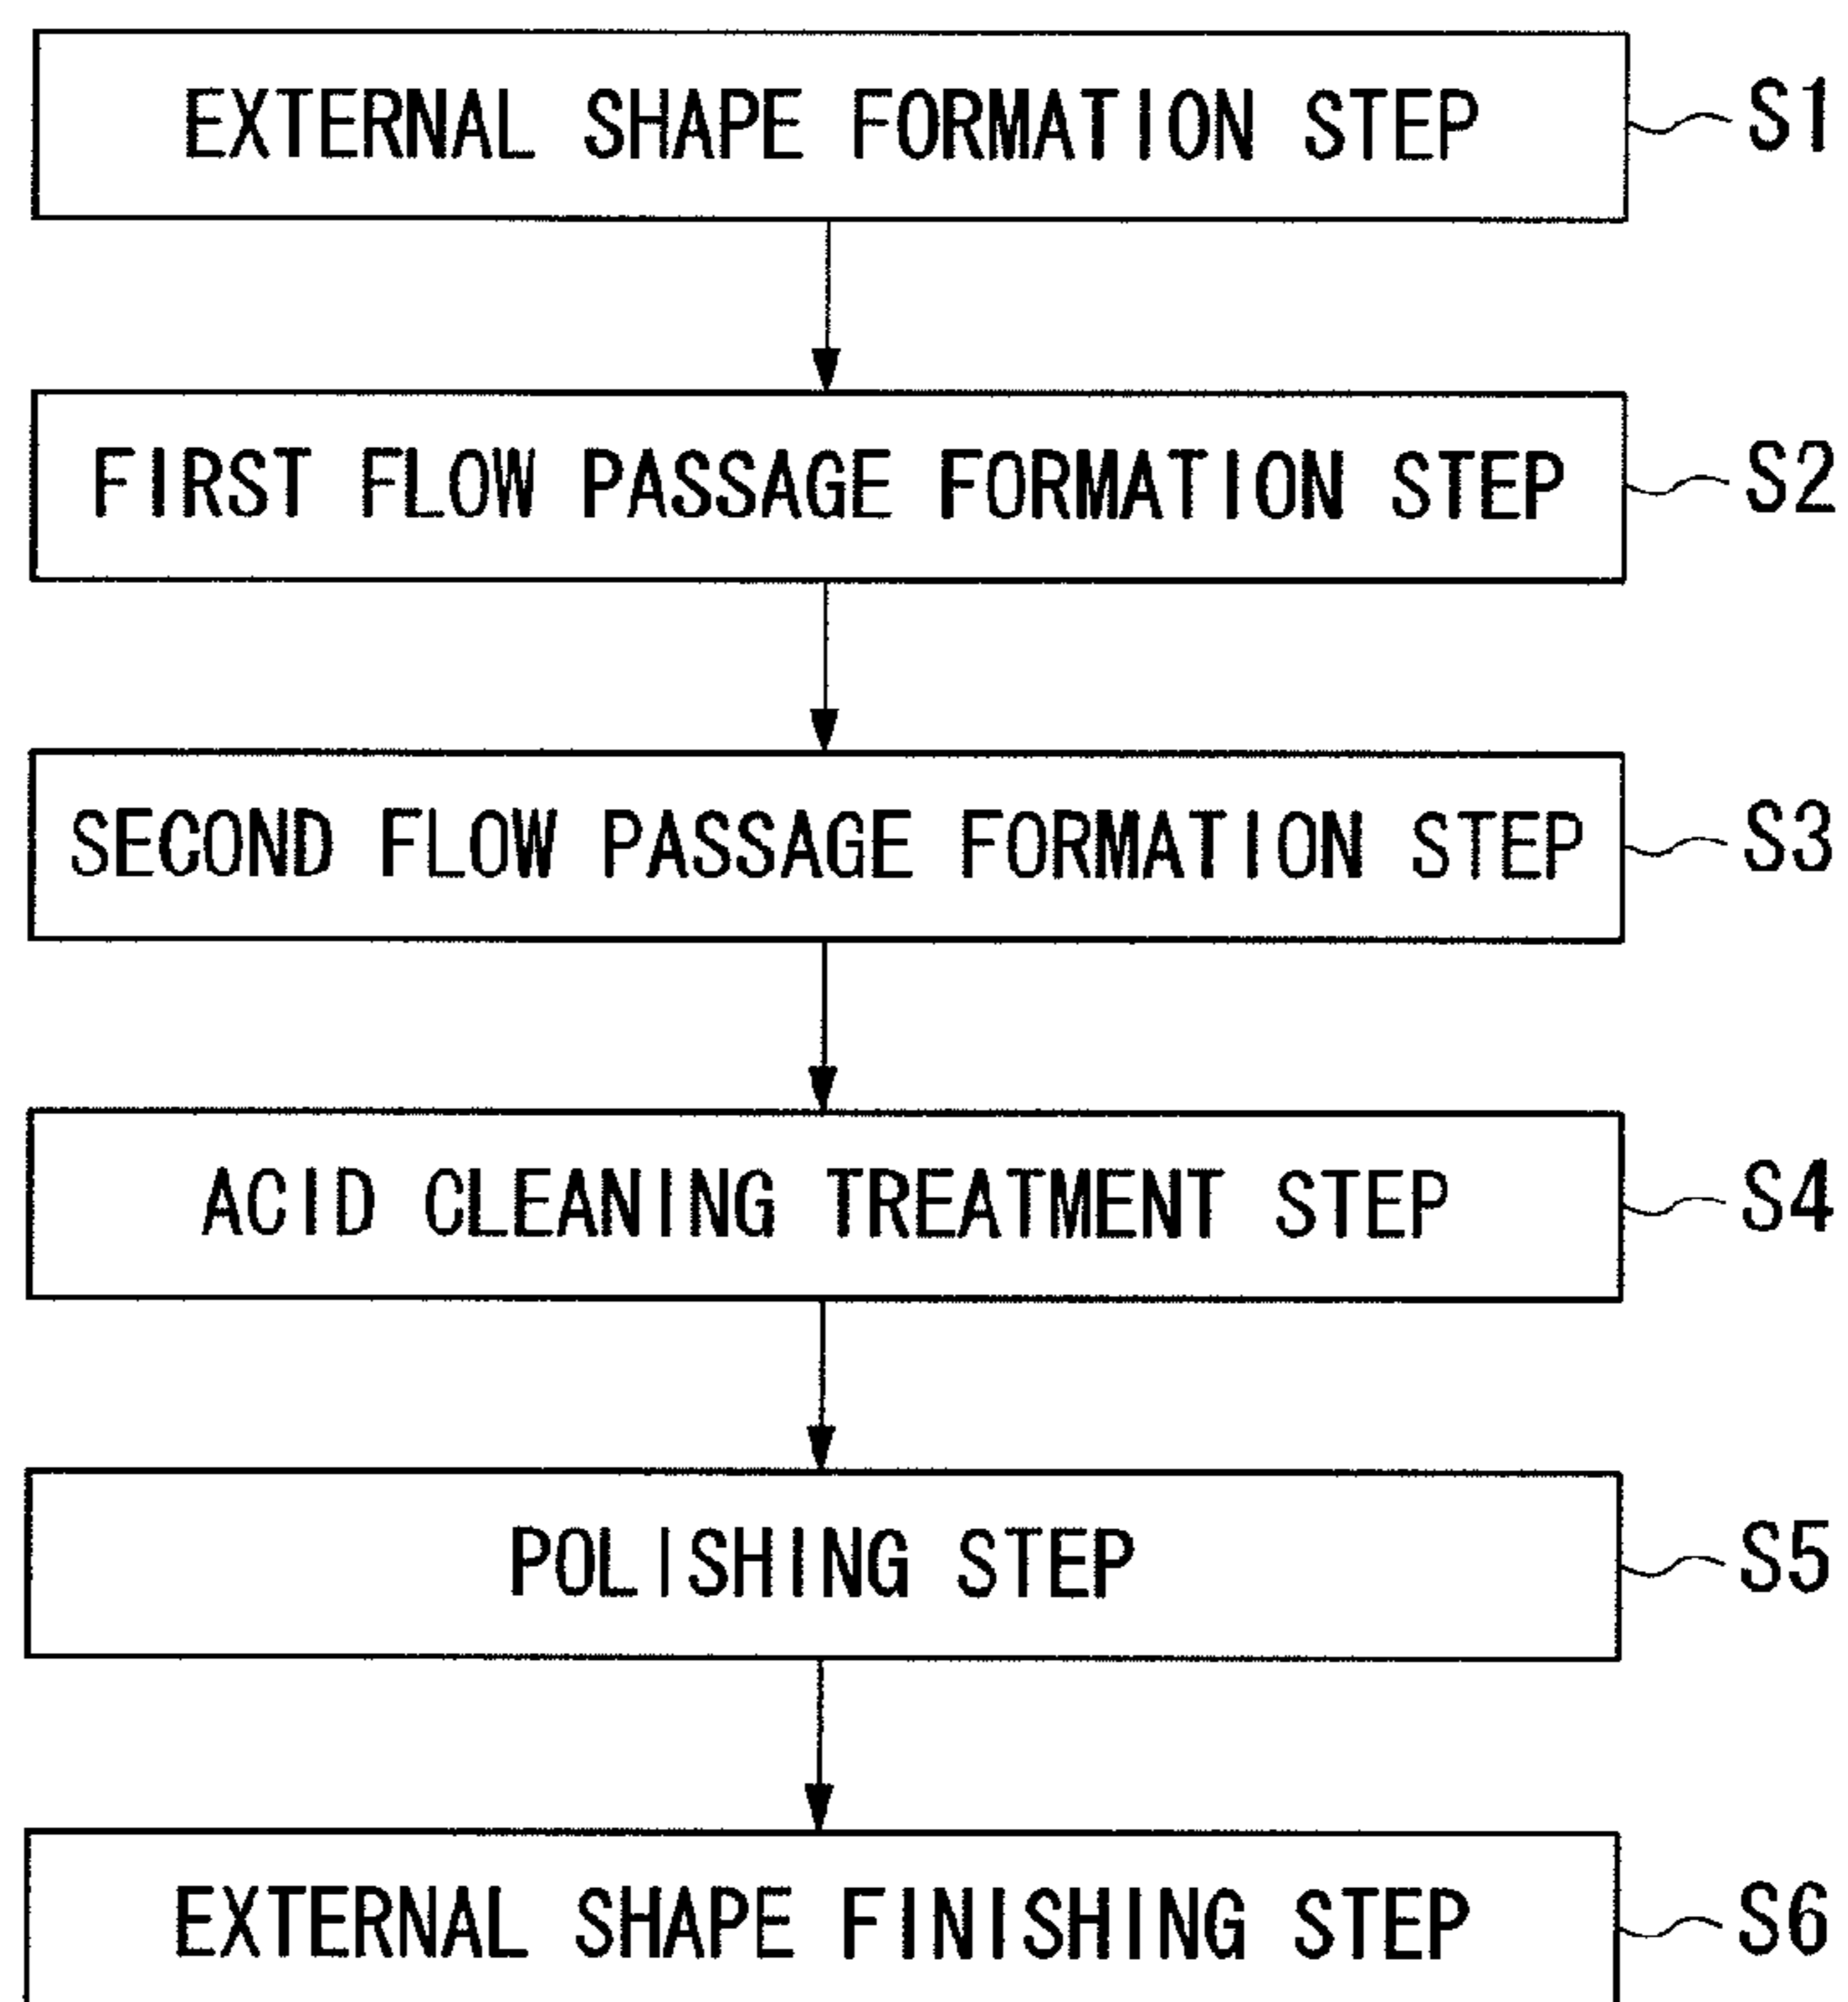 EXTERNAL SHAPE FORMATION STEP S1
FIRST FLOW PASSAGE FORMATION STEP S2
SECOND FLOW PASSAGE FORMATION STEP S3
ACID CLEANING TREATMENT STEP S4
POLISHING STEP S5
EXTERNAL SHAPE FINISHING STEP S6